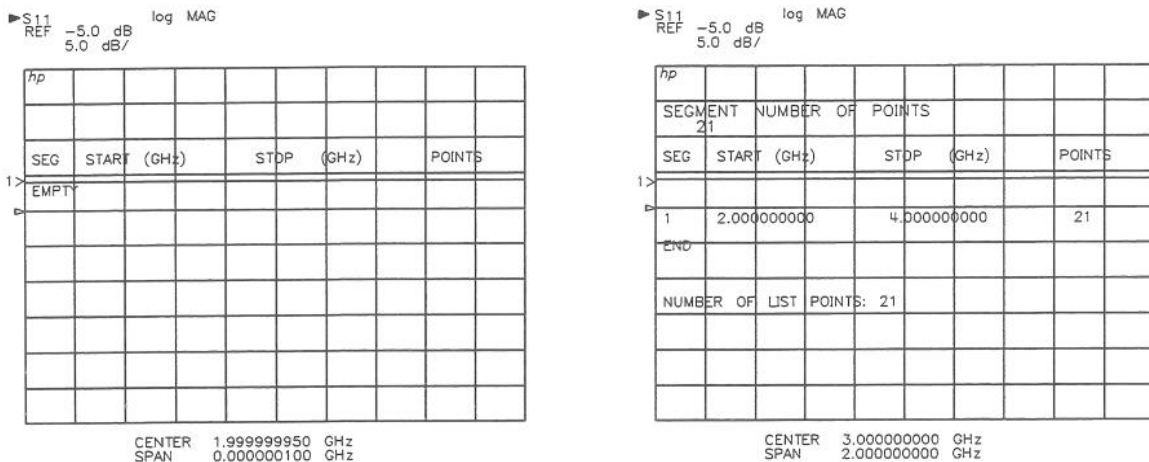 ►S11 log MAG
REF -5.0 dB
5.0 dB/
hp
SEG START (GHz) STOP (GHz) POINTS
1>
EMPTY
CENTER 1.999999950 GHz
SPAN 0.000000100 GHz
►S11 log MAG
REF -5.0 dB
5.0 dB/
hp
SEGMENT NUMBER OF POINTS
21
SEG START (GHz) STOP (GHz) POINTS
1>
1 2.000000000 4.000000000 21
END
NUMBER OF LIST POINTS: 21
CENTER 3.000000000 GHz
SPAN 2.000000000 GHz